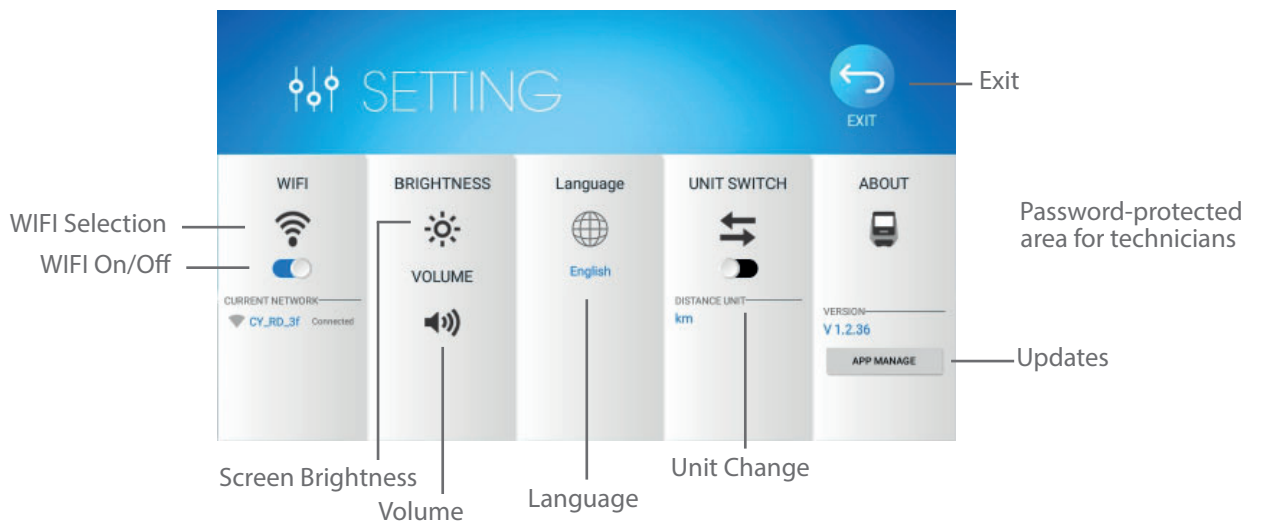 SETTING
EXIT
Exit
WIFI
BRIGHTNESS
Language
UNIT SWITCH
ABOUT
WIFI Selection
WIFI On/Off
Password-protected
area for technicians
VOLUME
English
CURRENT NETWORK
CY_RD_3f Connected
DISTANCE UNIT
km
VERSION
V 1.2.36
APP MANAGE
Updates
Screen Brightness
Volume
Language
Unit Change